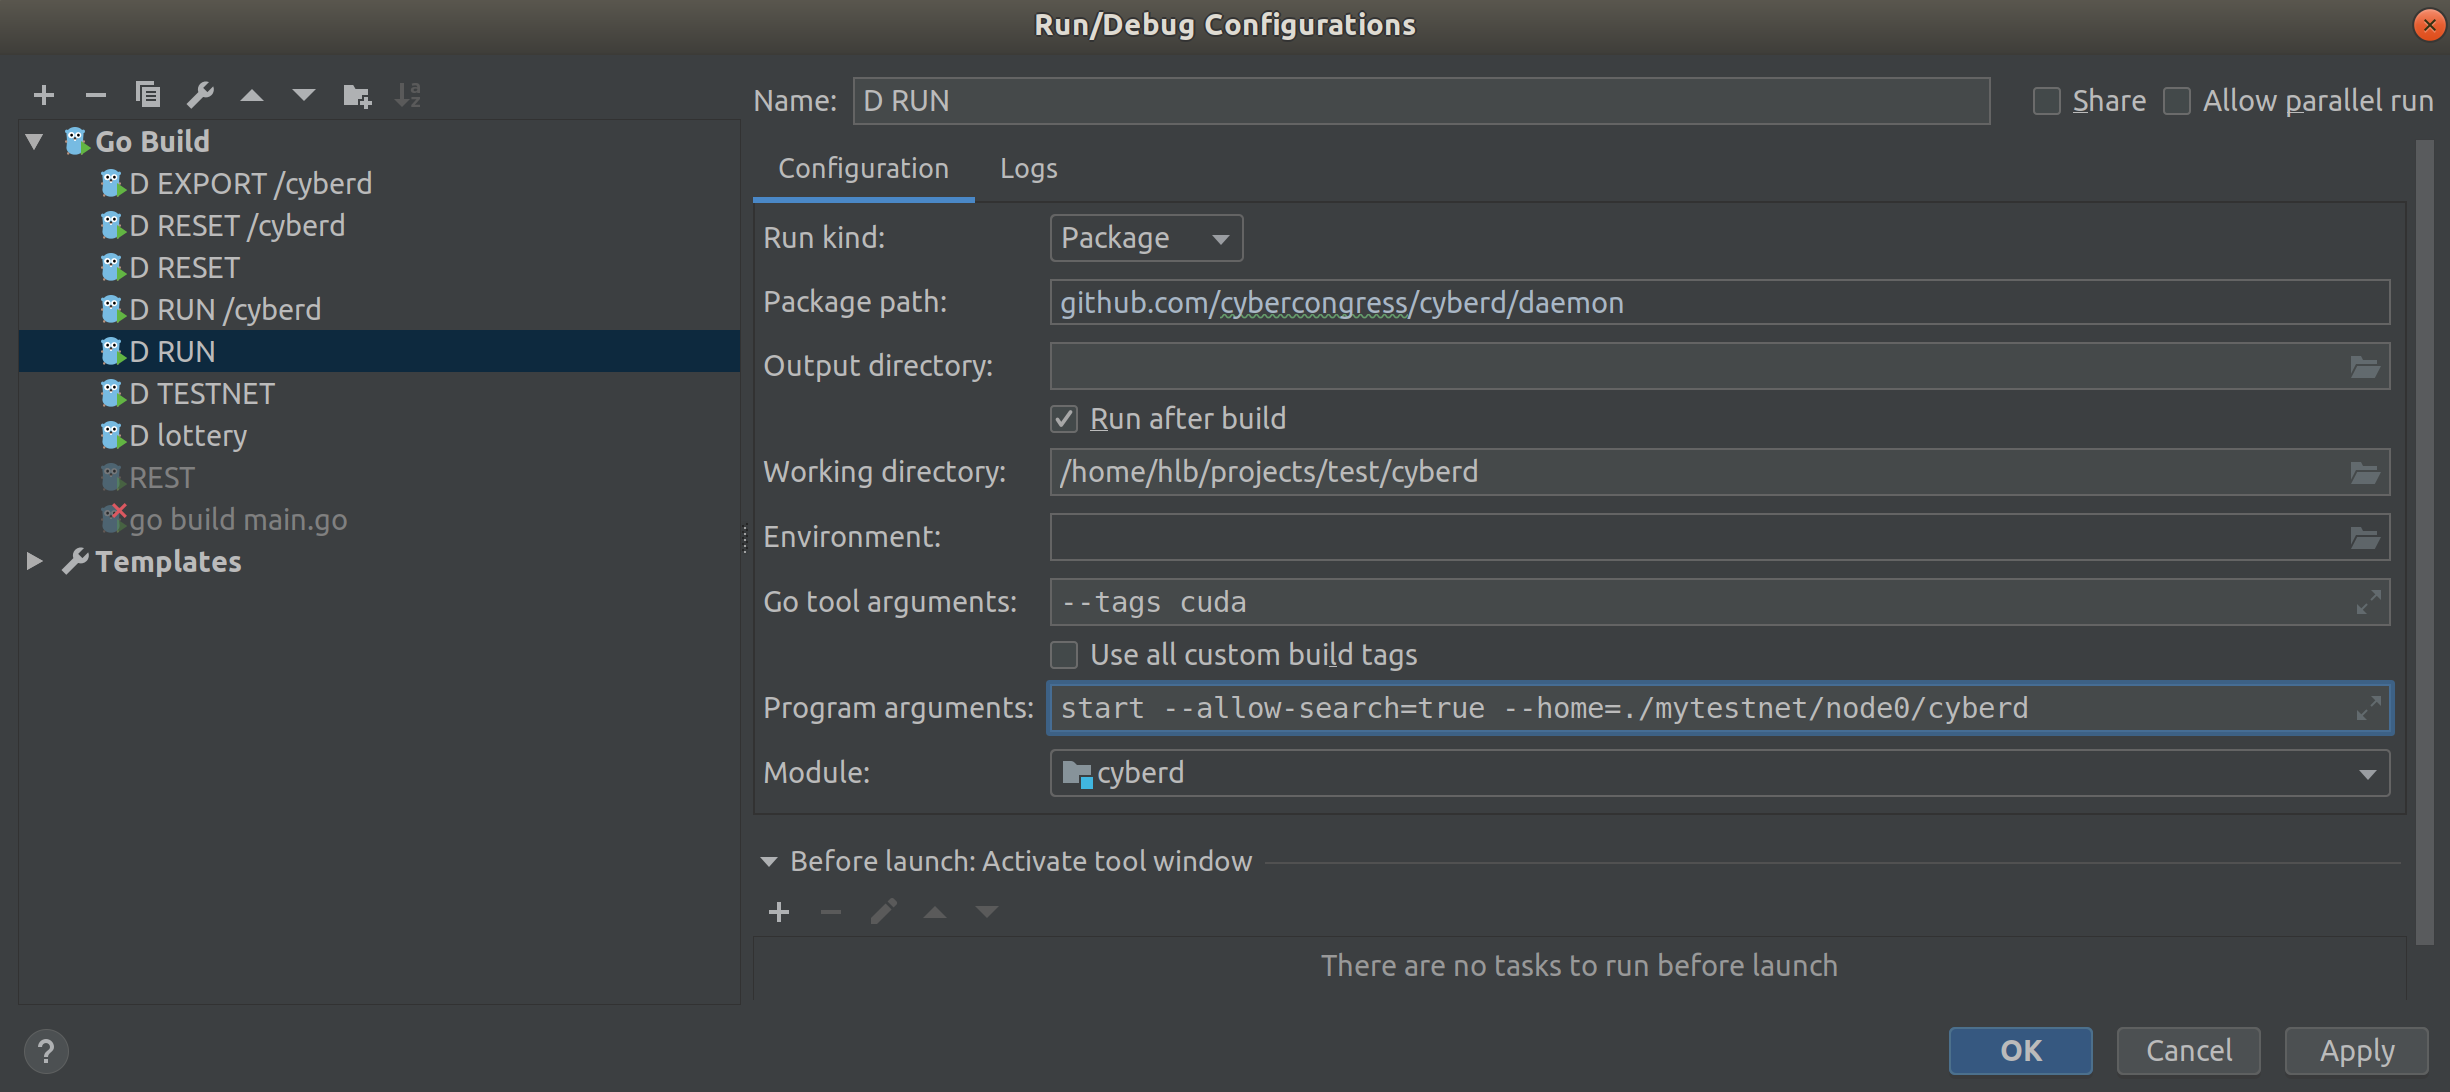 Run/Debug Configurations
Name: D RUN Share Allow parallel run
Go Build
D EXPORT /cyberd
D RESET /cyberd
D RESET
D RUN /cyberd
D RUN
D TESTNET
D lottery
REST
go build main.go
Templates
Configuration Logs
Run kind: Package
Package path: github.com/cybercongress/cyberd/daemon
Output directory:
Run after build
Working directory: /home/hlb/projects/test/cyberd
Environment:
Go tool arguments: --tags cuda
Use all custom build tags
Program arguments: start --allow-search=true --home=./mytestnet/node0/cyberd
Module: cyberd
Before launch: Activate tool window
There are no tasks to run before launch
? OK Cancel Apply